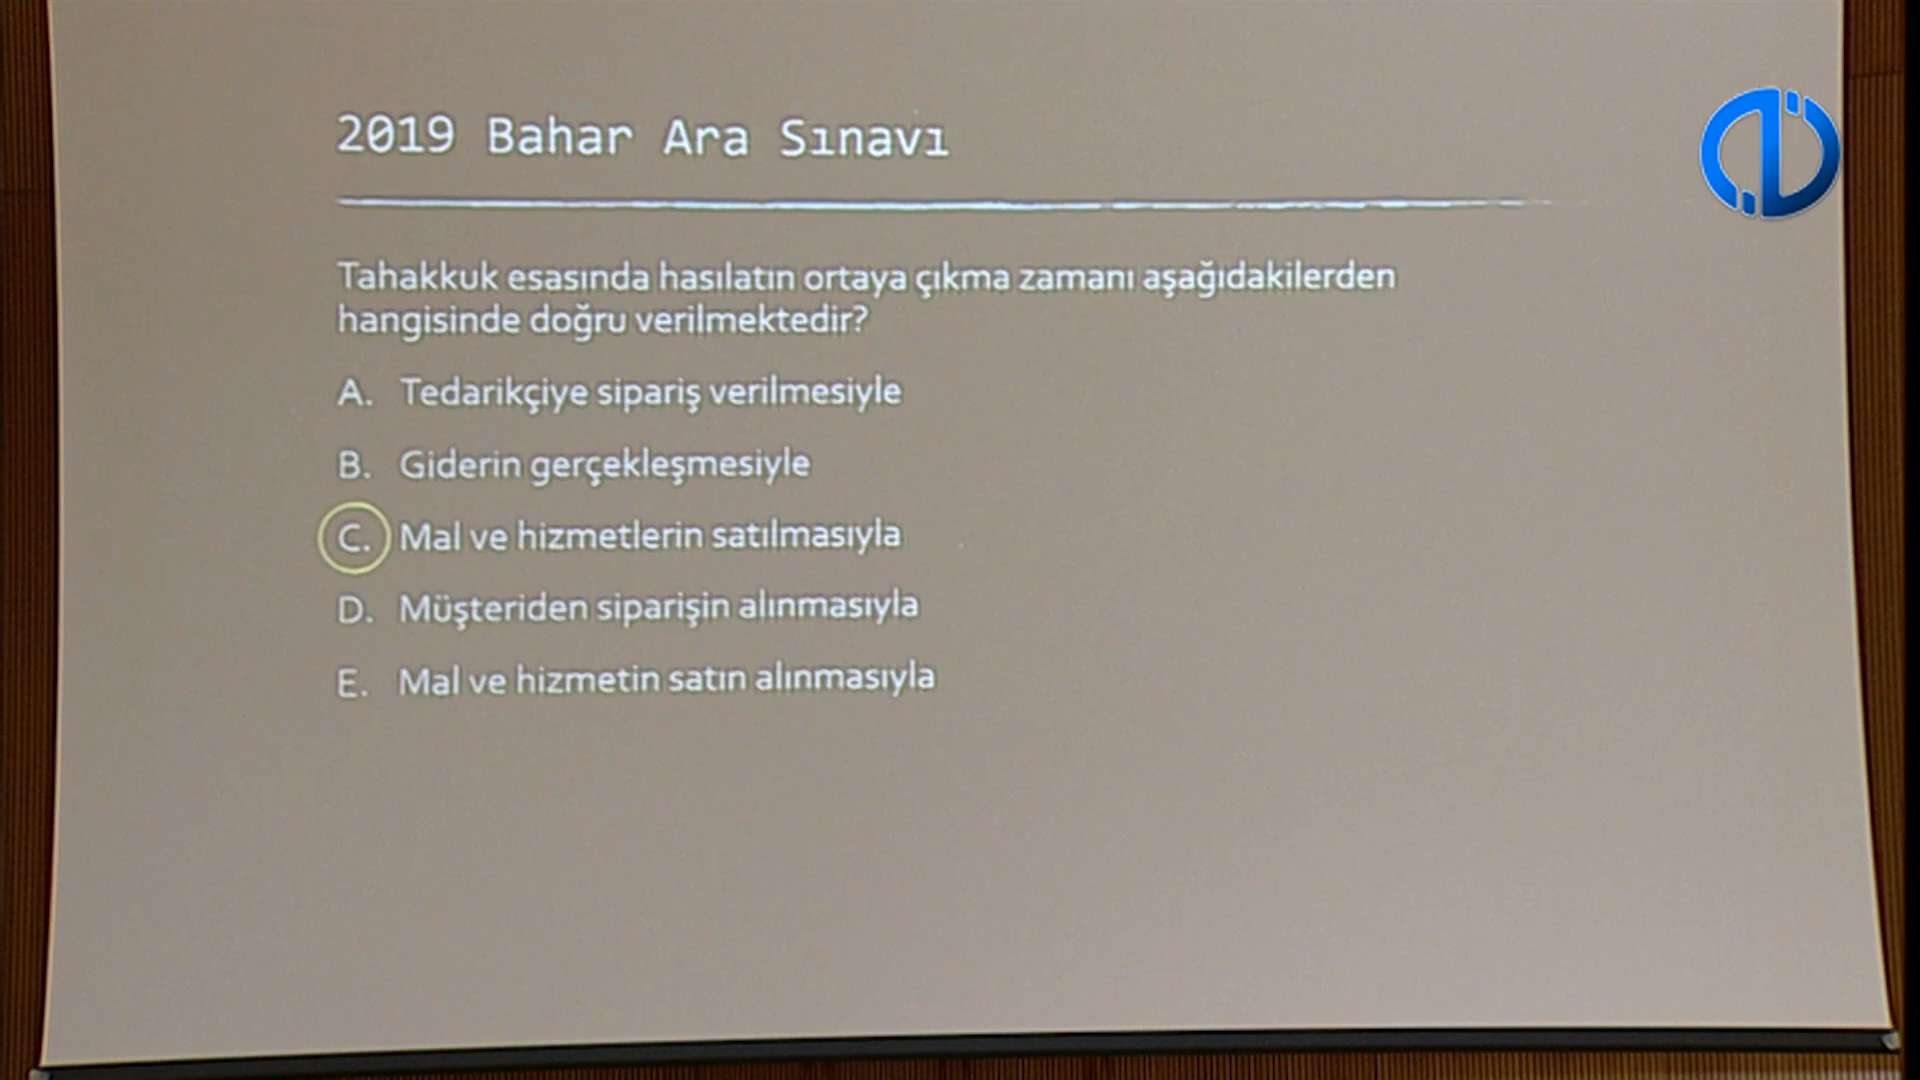 2019 Bahar Ara Sınavı
Tahakkuk esasında hasılatın ortaya çıkma zamanı aşağıdakilerden
hangisinde doğru verilmektedir?
A. Tedarikçiye sipariş verilmesiyle
B. Giderin gerçekleşmesiyle
C. Mal ve hizmetlerin satılmasıyla
D. Müşteriden siparişin alınmasıyla
E. Mal ve hizmetin satın alınmasıyla